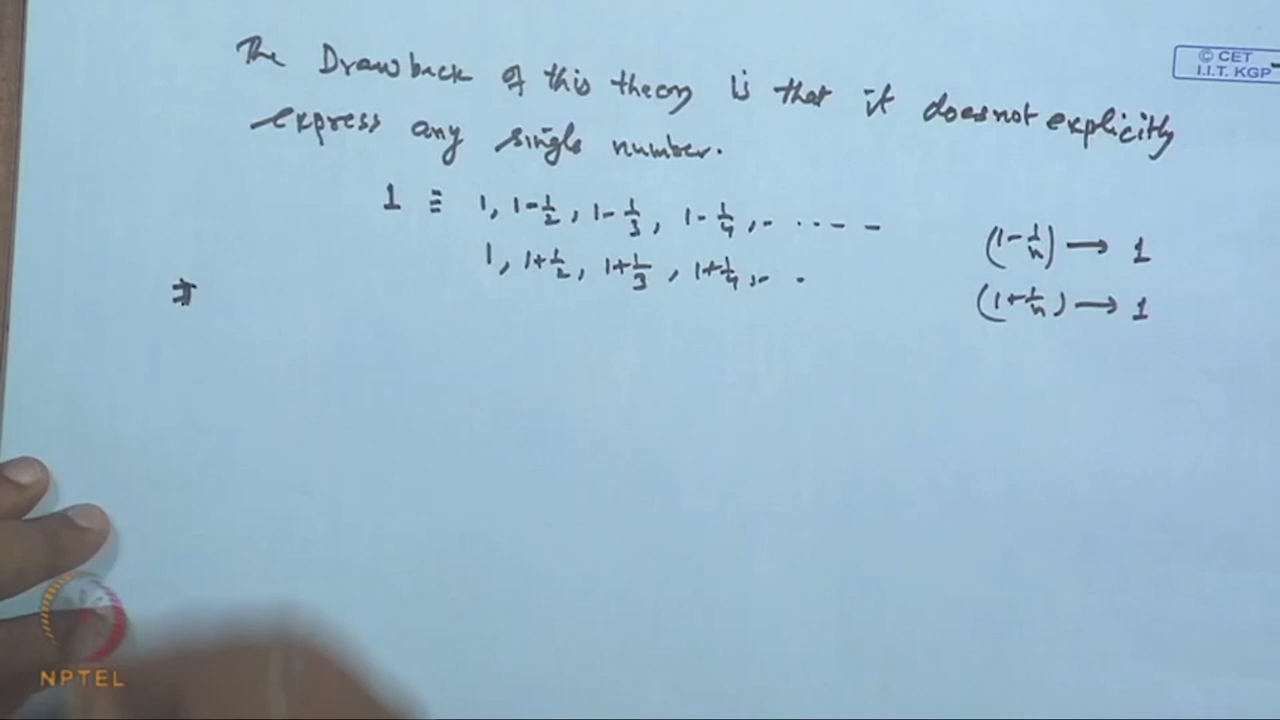 © CET
I.I.T. KGP
The Drawback of this theory is that it does not explicitly
express any single number.
1 ≡ 1, 1-1/2, 1-1/3, 1-1/4, - ..... (1-1/n) → 1
1, 1+1/2, 1+1/3, 1+1/4, - . (1+1/n) → 1
NPTEL